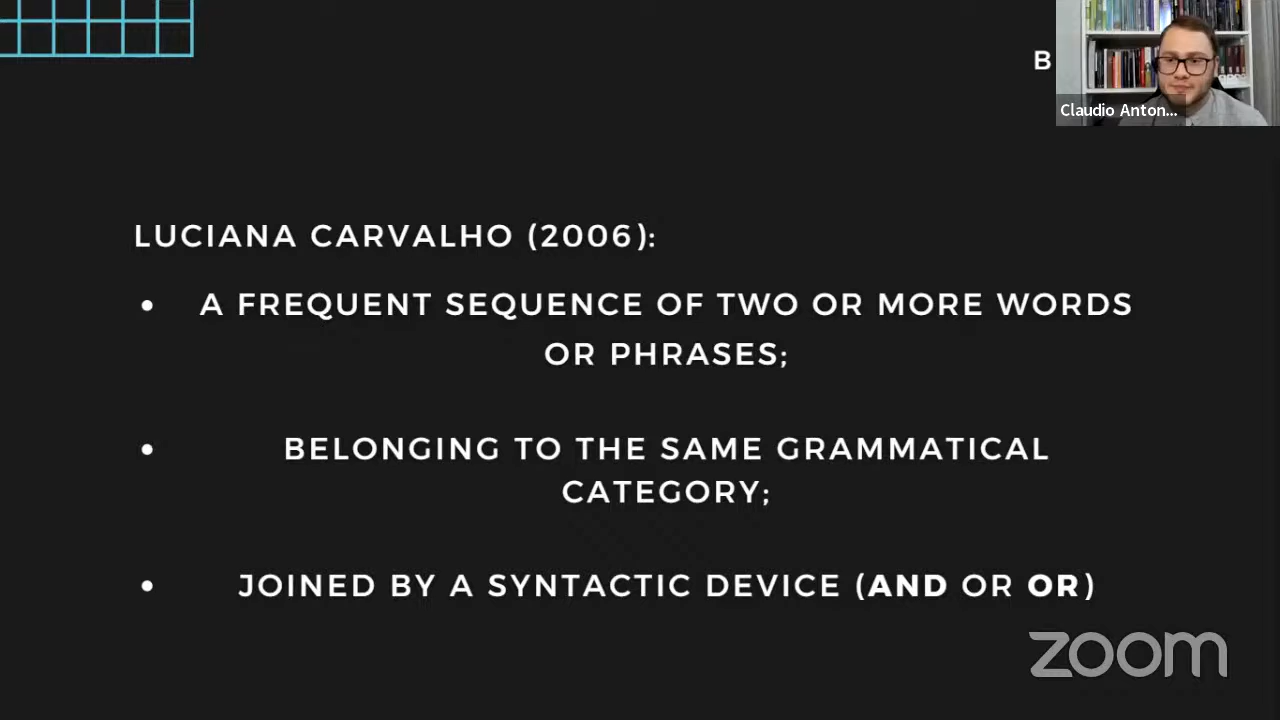 B
Claudio Anton...
LUCIANA CARVALHO (2006):
• A FREQUENT SEQUENCE OF TWO OR MORE WORDS
OR PHRASES;
• BELONGING TO THE SAME GRAMMATICAL
CATEGORY;
• JOINED BY A SYNTACTIC DEVICE (AND OR OR)
zoom